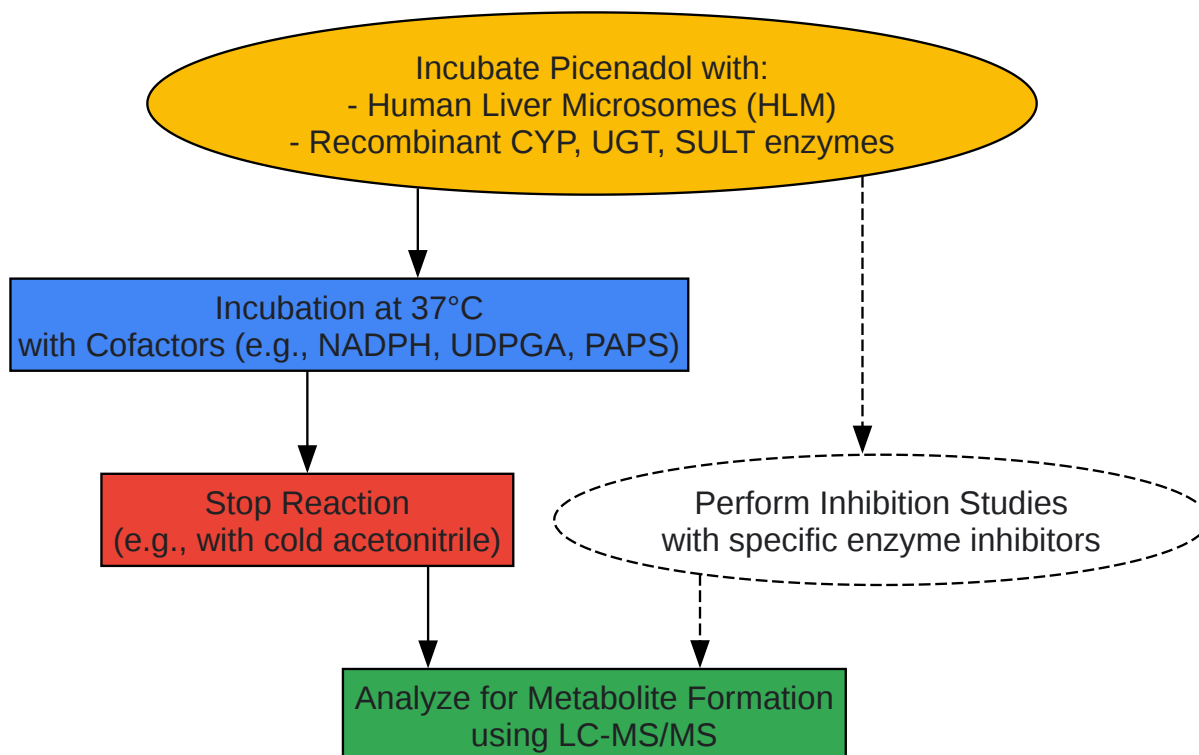 Incubate Picenadol with:
- Human Liver Microsomes (HLM)
- Recombinant CYP, UGT, SULT enzymes
Incubation at 37°C
with Cofactors (e.g., NADPH, UDPGA, PAPS)
Stop Reaction
(e.g., with cold acetonitrile)
Perform Inhibition Studies
with specific enzyme inhibitors
Analyze for Metabolite Formation
using LC-MS/MS